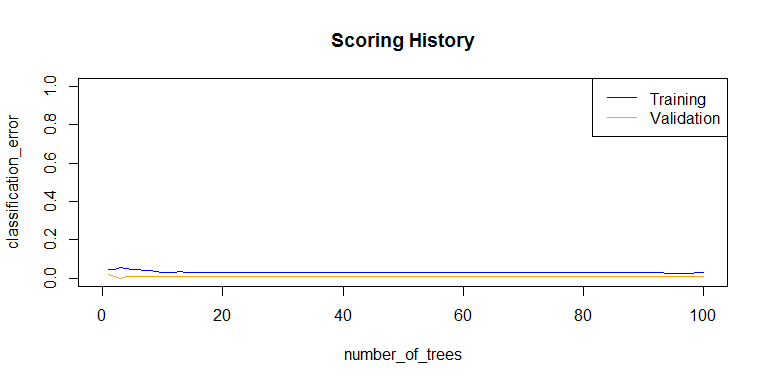 Scoring History
Training
Validation
classification_error
1.0
0.8
0.6
0.4
0.2
0.0
0 20 40 60 80 100
number_of_trees